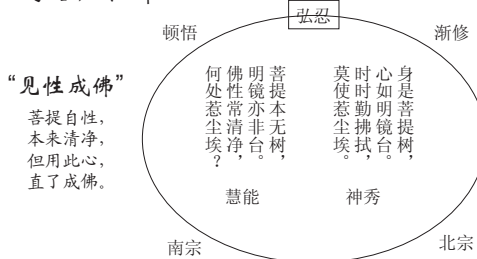 弘忍
顿悟
渐修
“见性成佛”
菩提自性，
本来清净，
但用此心，
直了成佛。
身是菩提树，
心如明镜台。
时时勤拂拭，
莫使惹尘埃。
神秀
菩提本无树，
明镜亦非台。
佛性常清净，
何处惹尘埃？
慧能
南宗
北宗